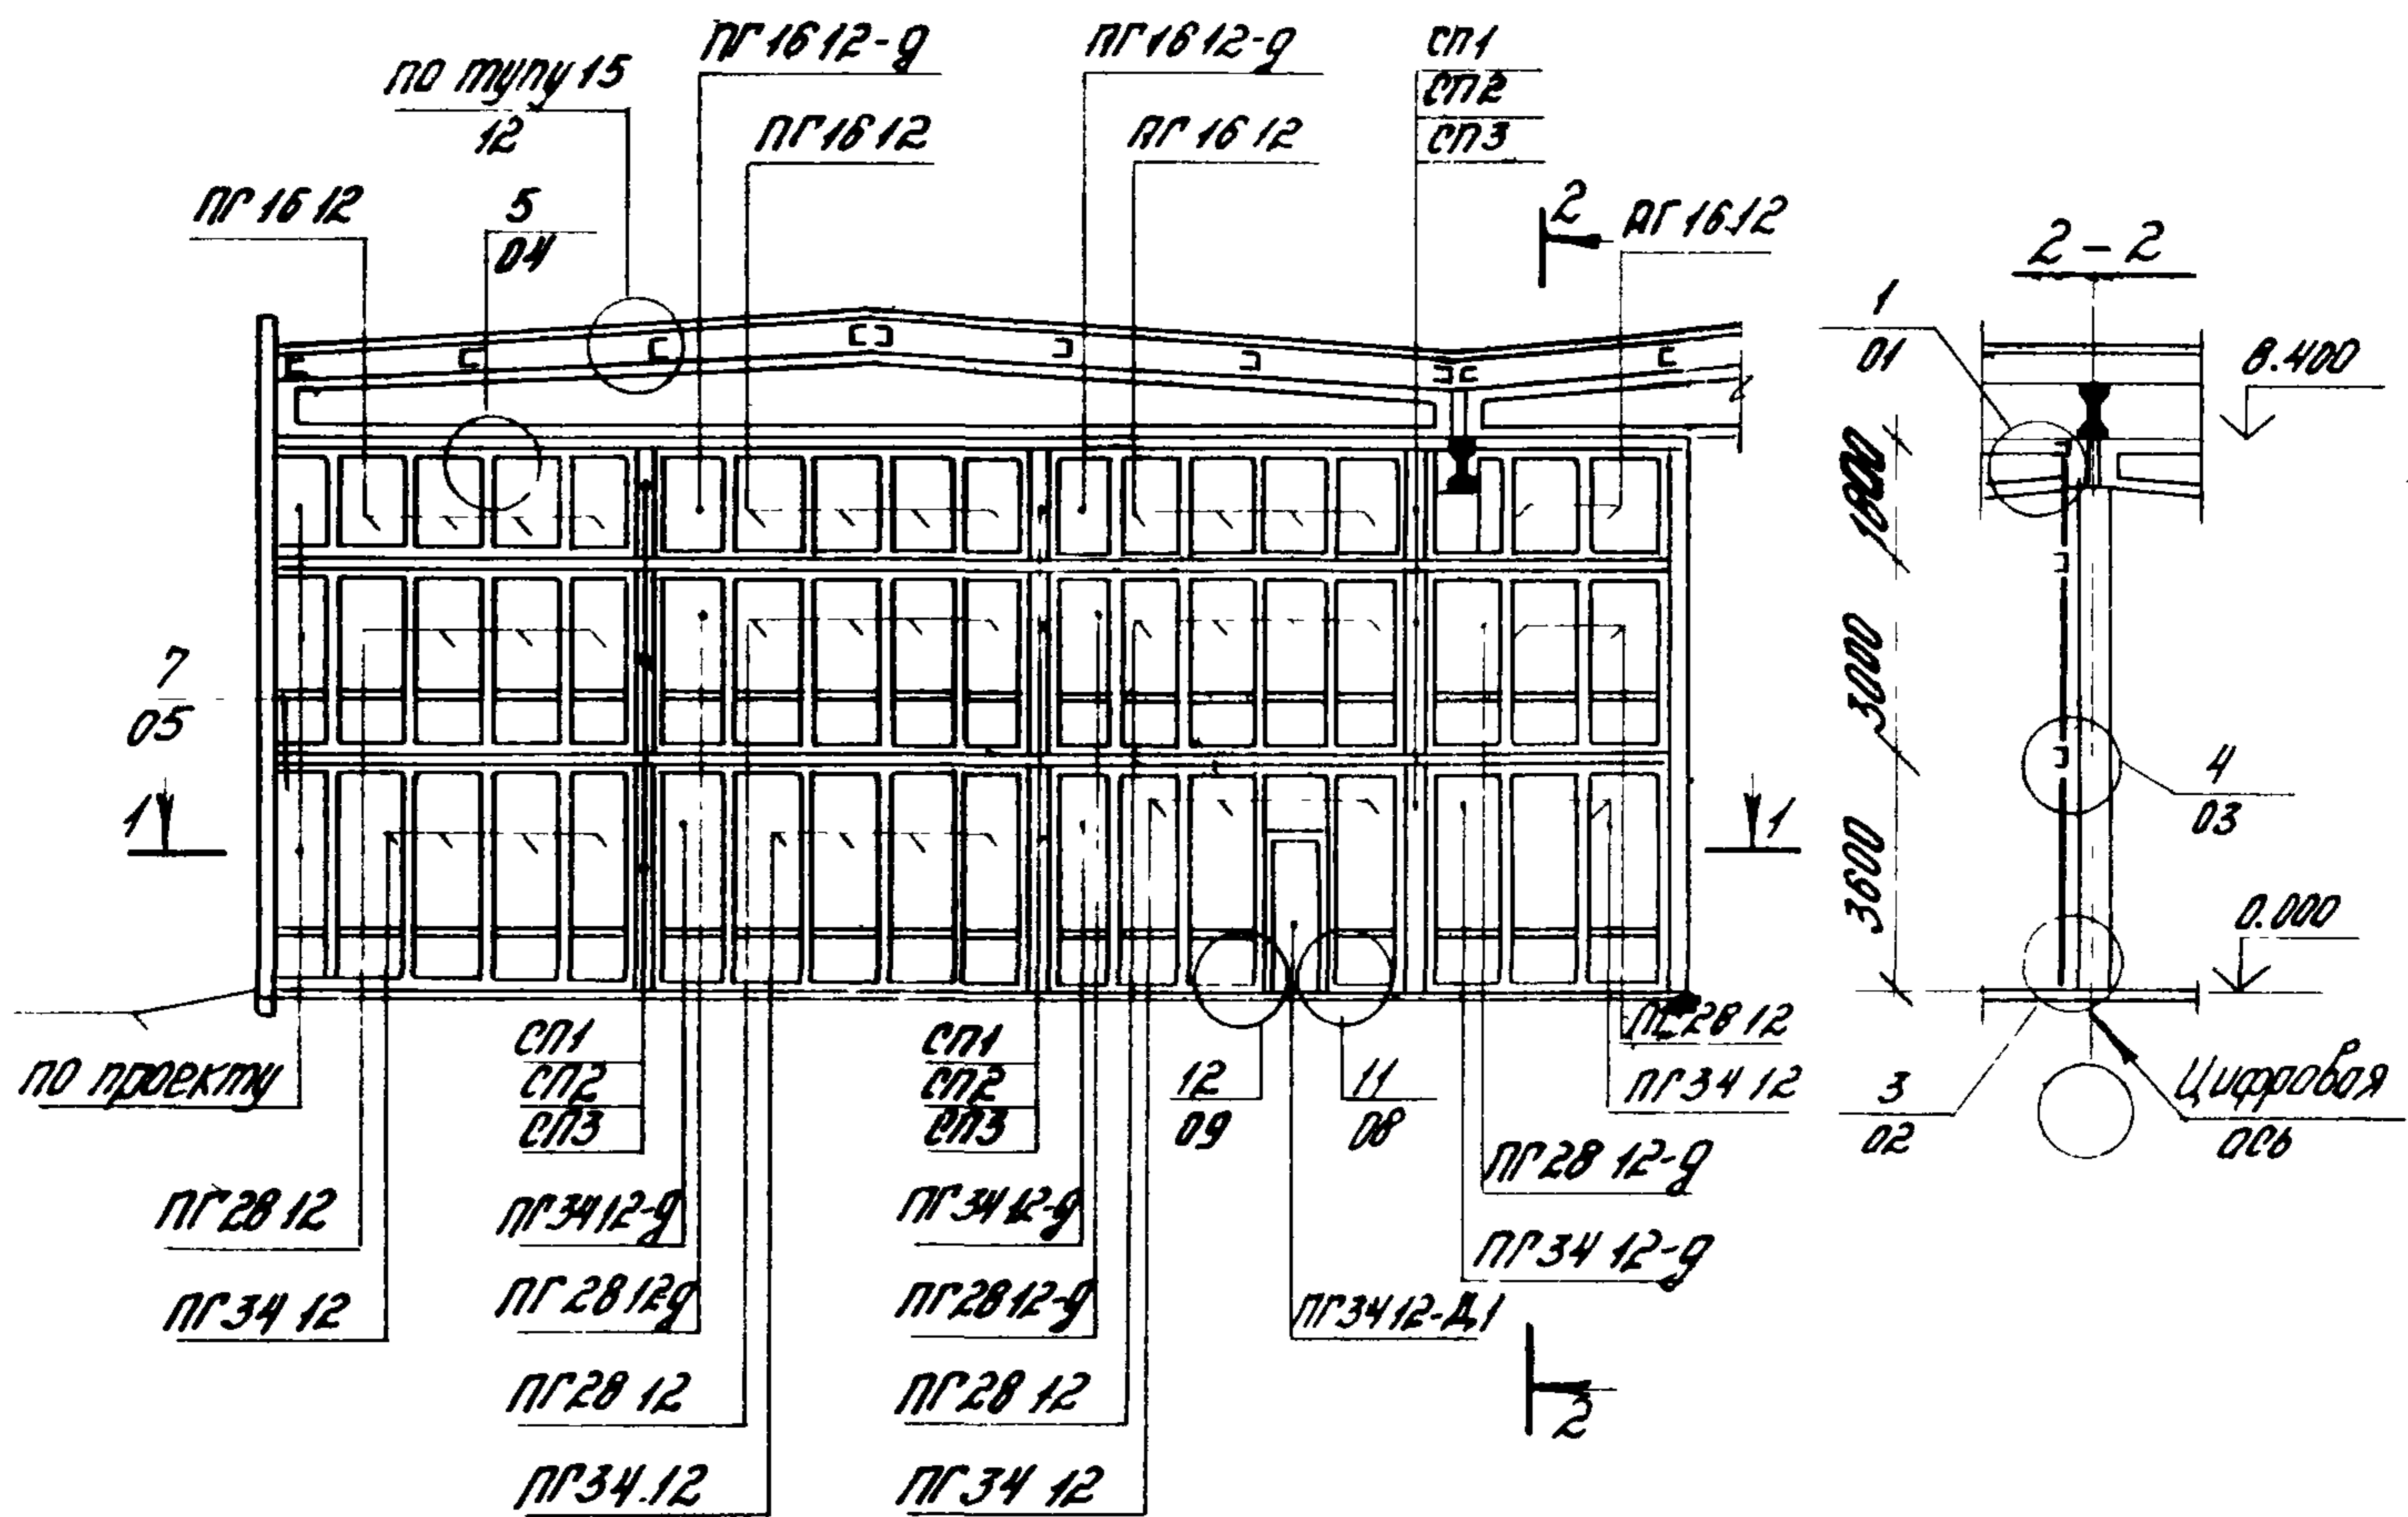 ПГ 16 12-д
ПГ 16 12-д
СП1
по типу 15
СП2
12
ПГ 16 12
ПГ 16 12
СП3
ПГ 16 12
5
04
2
ПГ 16.12
2-2
1
01
8.400
1800
7
05
3000
4
03
1
1
3600
0.000
по проекту
СП1
СП2
СП3
СП1
СП2
СП3
12
09
11
08
ПГ 28 12
ПГ 34 12
3
02
Цифровая
ось
ПГ 28 12
ПГ 34 12-д
ПГ 34 12-д
ПГ 28 12-д
ПГ 34 12
ПГ 28 12-д
ПГ 28 12-д
ПГ 34 12-д
ПГ 34 12-Д1
ПГ 28 12
ПГ 28 12
2
ПГ 34.12
ПГ 34 12